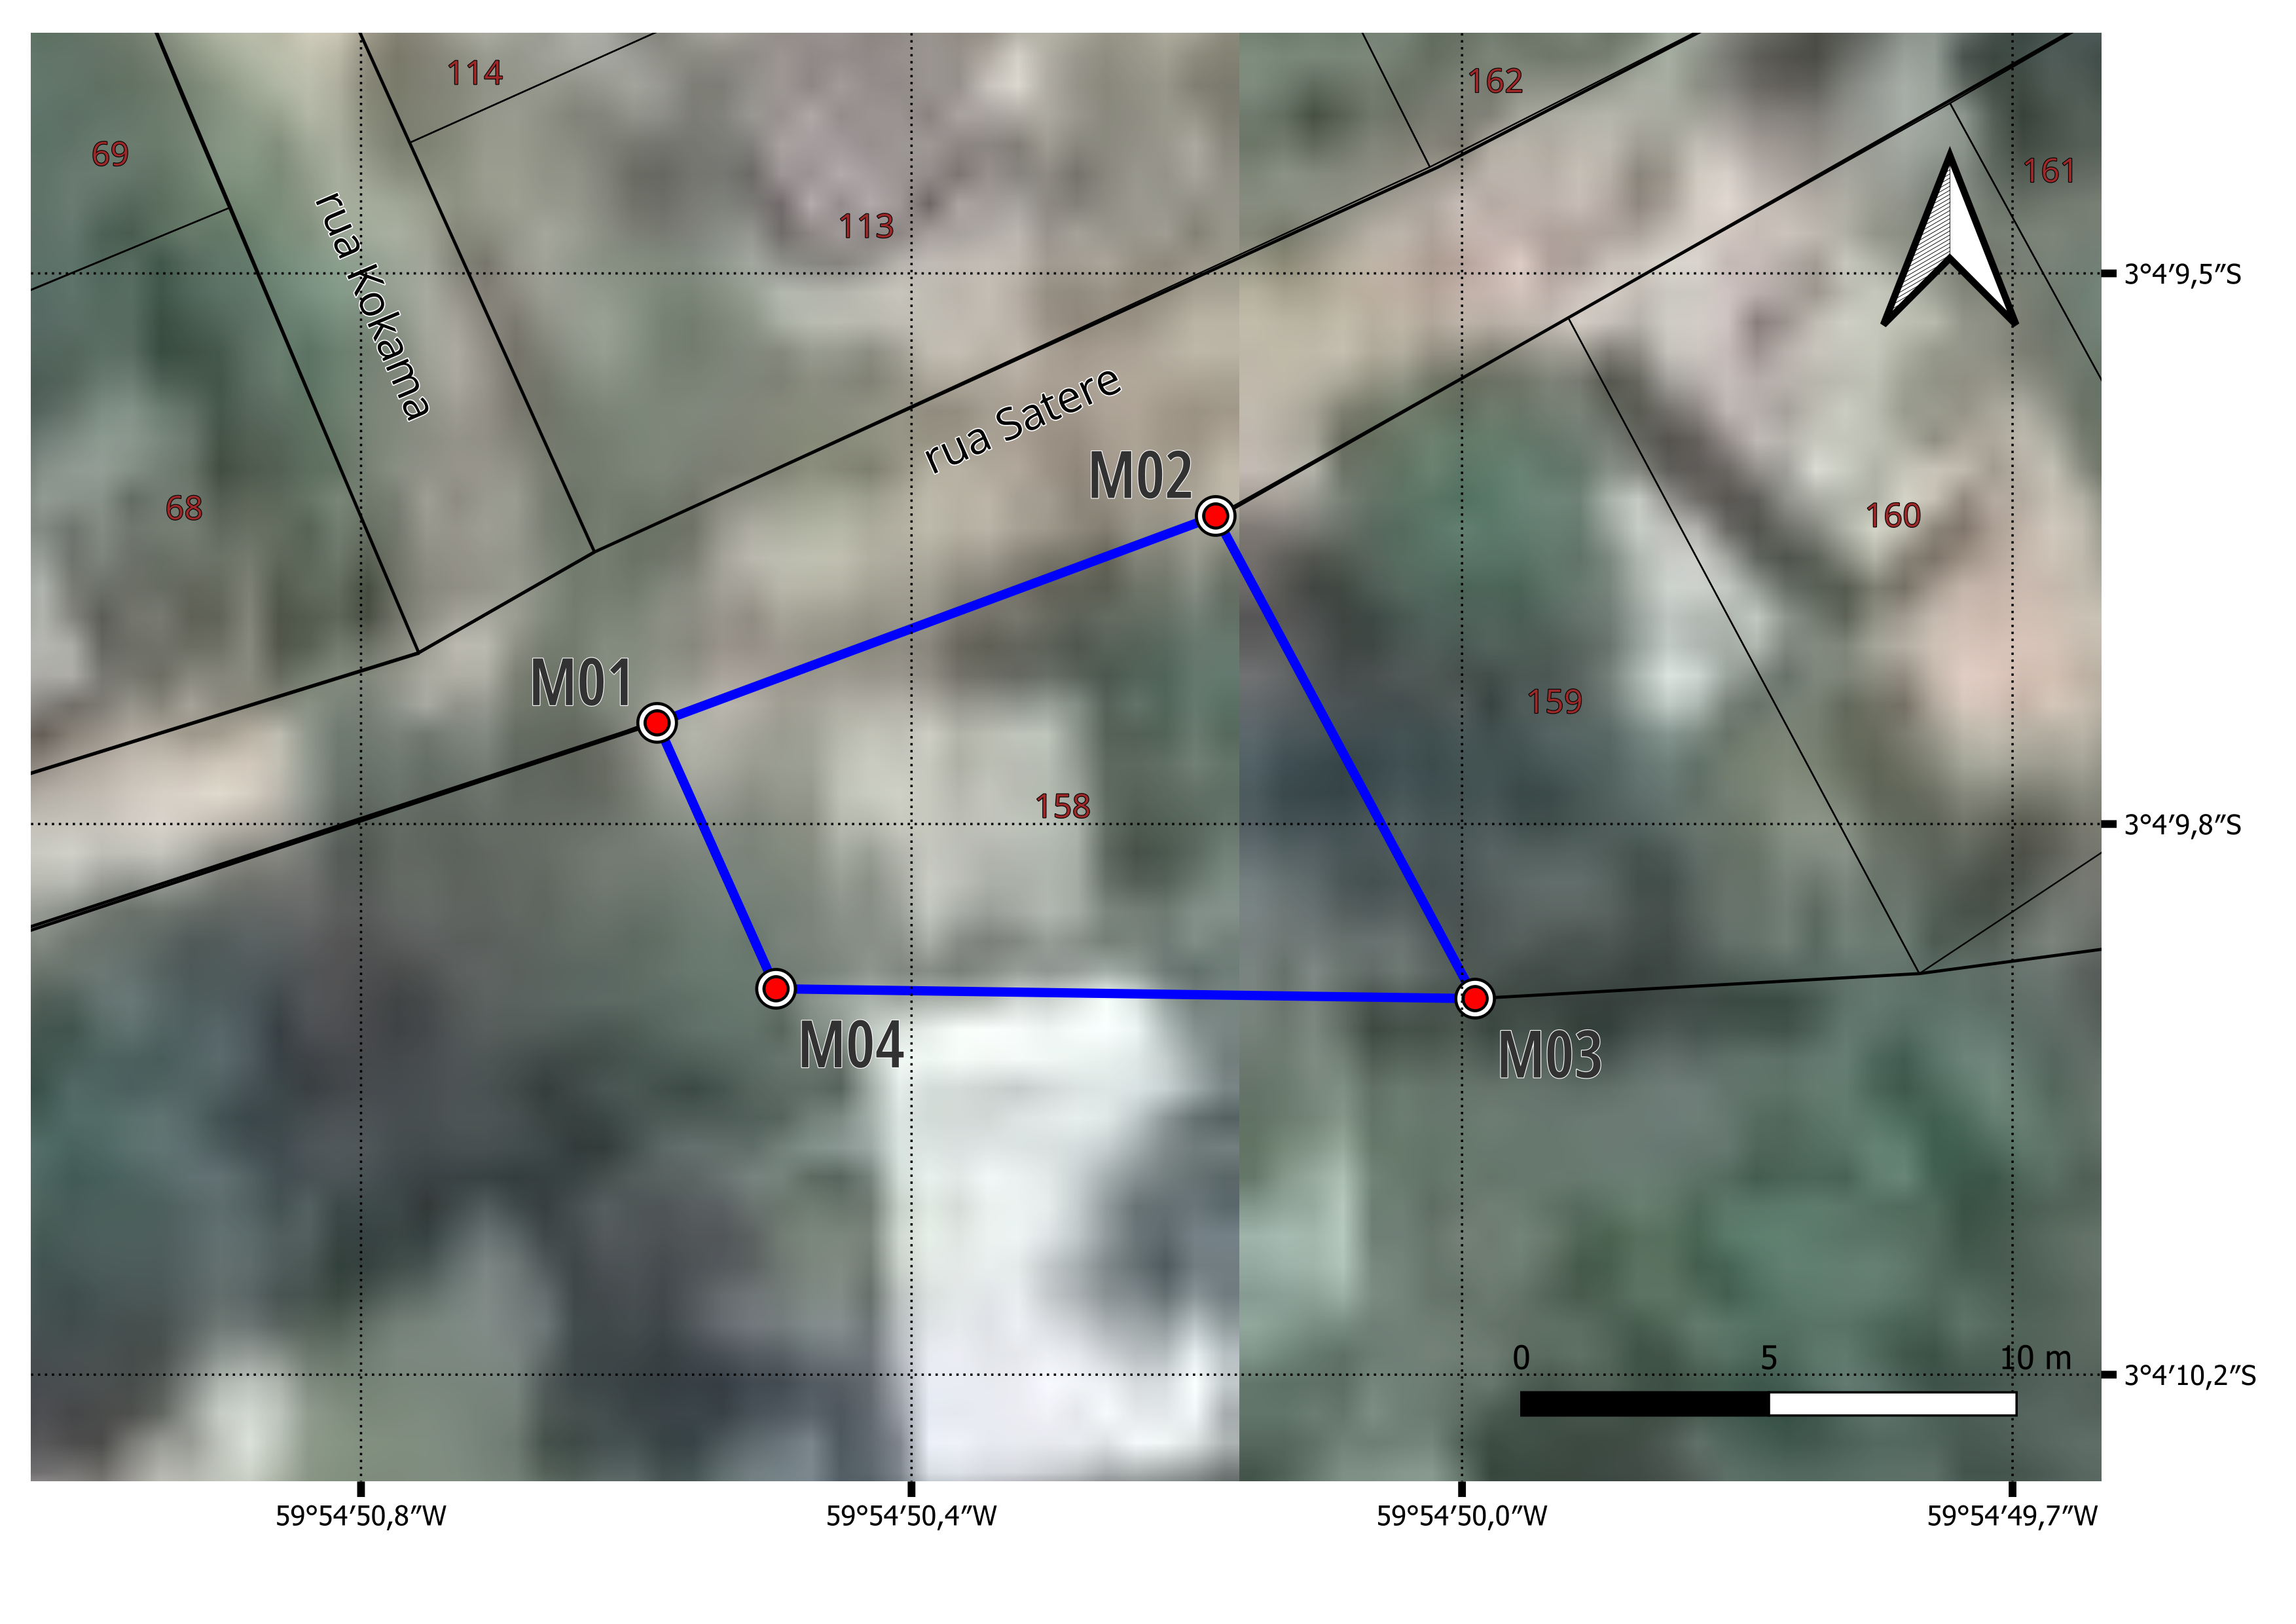 114
162
69
161
113
rua Kokama
rua Satere
3°4′9,5″S
M02
68
160
M01
159
158
3°4′9,8″S
M04
M03
0 5 10 m
3°4′10,2″S
59°54′50,8″W 59°54′50,4″W 59°54′50,0″W 59°54′49,7″W